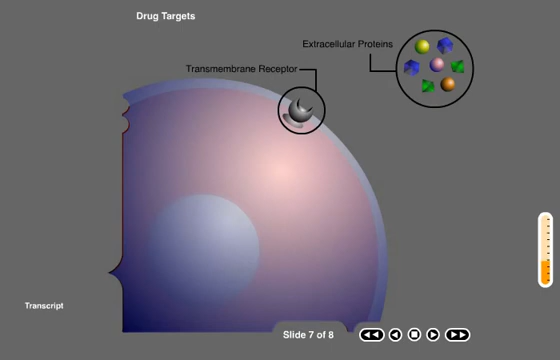 Drug Targets
Extracellular Proteins
Transmembrane Receptor
Transcript
Slide 7 of 8